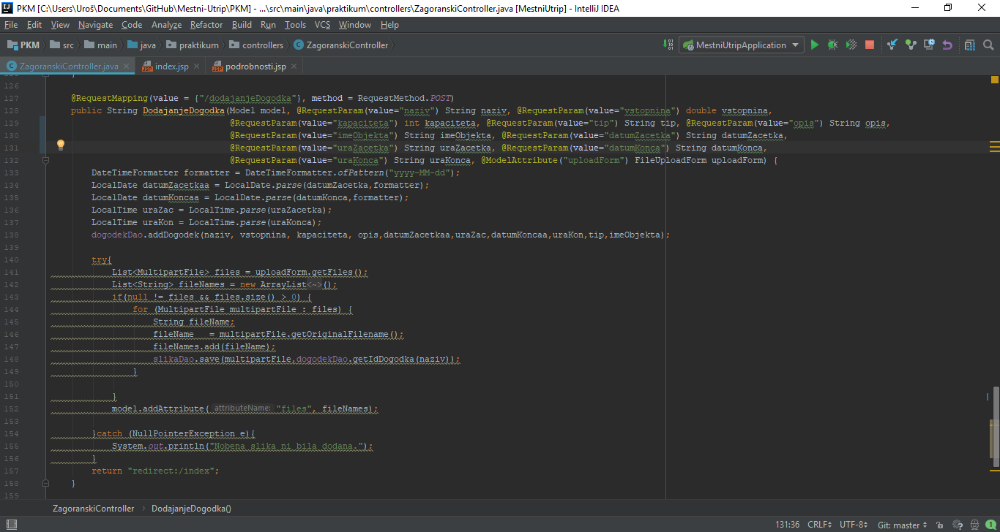 PKM [C:\Users\Uroš\Documents\GitHub\Mestni-Utrip\PKM] - ...\src\main\java\praktikum\controllers\ZagoranskiController.java [MestniUtrip] - IntelliJ IDEA
File Edit View Navigate Code Analyze Refactor Build Run Tools VCS Window Help
PKM src main java praktikum controllers ZagoranskiController MestniUtripApplication
ZagoranskiController.java index.jsp podrobnosti.jsp
126
127 @RequestMapping(value = {"/dodajanjeDogodka"}, method = RequestMethod.POST)
128 public String DodajanjeDogodka(Model model, @RequestParam(value="naziv") String naziv, @RequestParam(value="vstopnina") double vstopnina,
129 @RequestParam(value="kapaciteta") int kapaciteta, @RequestParam(value="tip") String tip, @RequestParam(value="opis") String opis,
130 @RequestParam(value="imeObjekta") String imeObjekta, @RequestParam(value="datumZacetka") String datumZacetka,
131 @RequestParam(value="uraZacetka") String uraZacetka, @RequestParam(value="datumKonca") String datumKonca,
132 @RequestParam(value="uraKonca") String uraKonca, @ModelAttribute("uploadForm") FileUploadForm uploadForm) {
133 DateTimeFormatter formatter = DateTimeFormatter.ofPattern("yyyy-MM-dd");
134 LocalDate datumZacetkaa = LocalDate.parse(datumZacetka,formatter);
135 LocalDate datumKoncaa = LocalDate.parse(datumKonca,formatter);
136 LocalTime uraZac = LocalTime.parse(uraZacetka);
137 LocalTime uraKon = LocalTime.parse(uraKonca);
138 dogodekDao.addDogodek(naziv, vstopnina, kapaciteta, opis,datumZacetkaa,uraZac,datumKoncaa,uraKon,tip,imeObjekta);
139
140 try{
141 List<MultipartFile> files = uploadForm.getFiles();
142 List<String> fileNames = new ArrayList<~>();
143 if(null != files && files.size() > 0) {
144 for (MultipartFile multipartFile : files) {
145 String fileName;
146 fileName = multipartFile.getOriginalFilename();
147 fileNames.add(fileName);
148 slikaDao.save(multipartFile,dogodekDao.getIdDogodka(naziv));
149 }
150
151 }
152 model.addAttribute( attributeName: "files", fileNames);
153
154 }catch (NullPointerException e){
155 System.out.println("Nobena slika ni bila dodana.");
156 }
157 return "redirect:/index";
158 }
159
ZagoranskiController DodajanjeDogodka()
131:36 CRLF UTF-8 Git: master 1